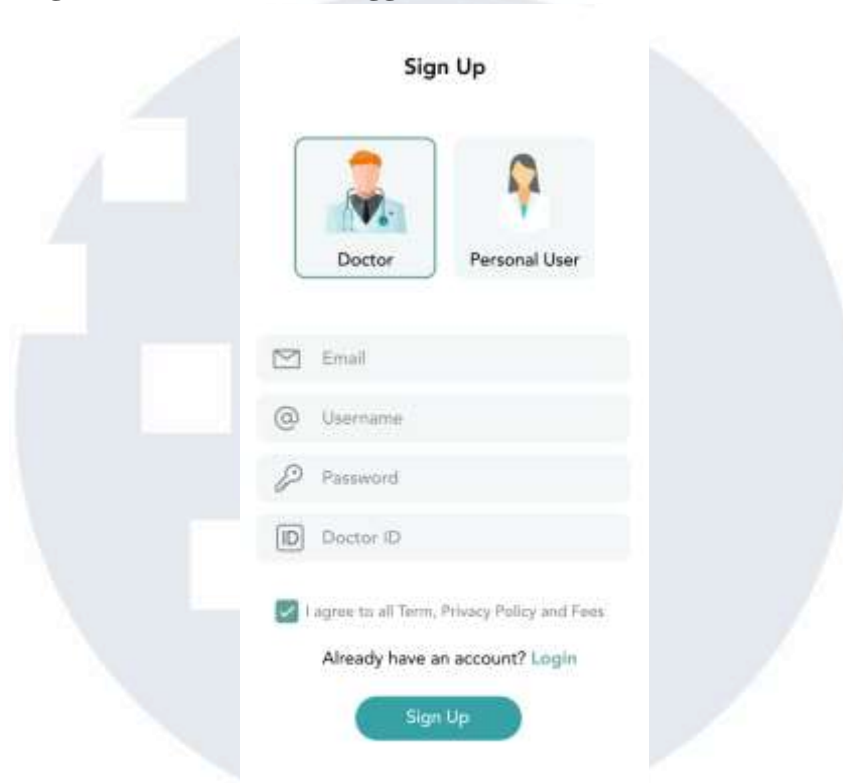 Sign Up
Doctor
Personal User
Email
Username
Password
ID Doctor ID
I agree to all Term, Privacy Policy and Fees
Already have an account? Login
Sign Up